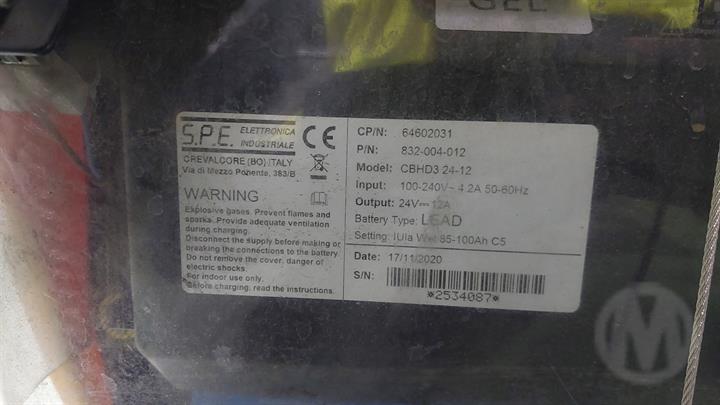 GEL
S.P.E. ELETTRONICA INDUSTRIALE CE
CREVALCORE (BO) ITALY
Via di Mezzo Ponente, 383/B
WARNING
Explosive gases. Prevent flames and
sparks. Provide adequate ventilation
during charging.
Disconnect the supply before making or
breaking the connections to the battery
Do not remove the cover, danger of
electric shocks.
For indoor use only.
Before charging, read the instructions.
CP/N: 64602031
P/N: 832-004-012
Model: CBHD3 24-12
Input: 100-240V~ 4.2A 50-60Hz
Output: 24V⎓ 12A
Battery Type: LEAD
Setting: IUIa Wet 85-100Ah C5
Date: 17/11/2020
S/N:
*2534087*
M